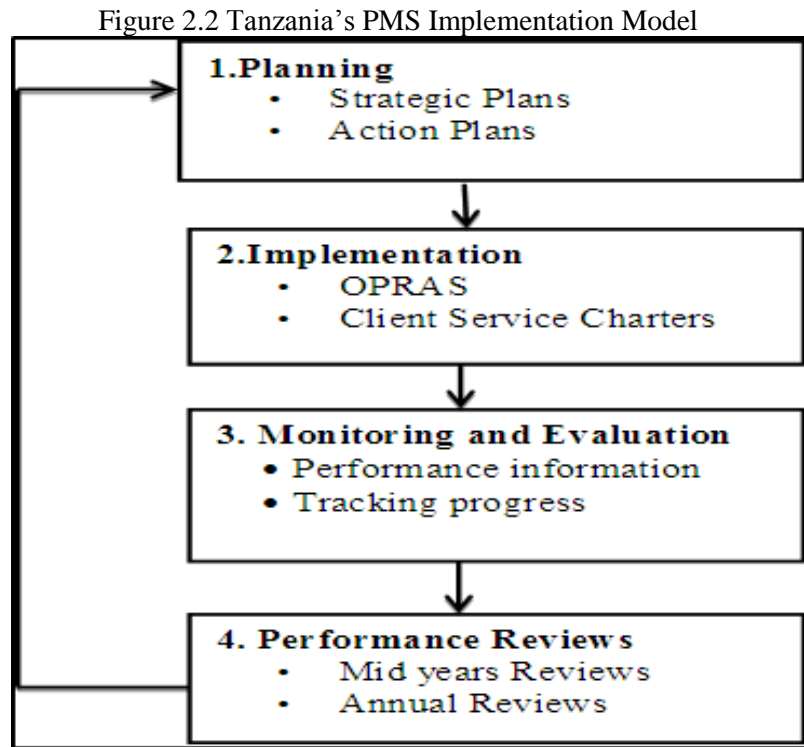 Figure 2.2 Tanzania’s PMS Implementation Model
1.Planning
• Strategic Plans
• Action Plans
2.Implementation
• OPRAS
• Client Service Charters
3. Monitoring and Evaluation
• Performance information
• Tracking progress
4. Performance Reviews
• Mid years Reviews
• Annual Reviews